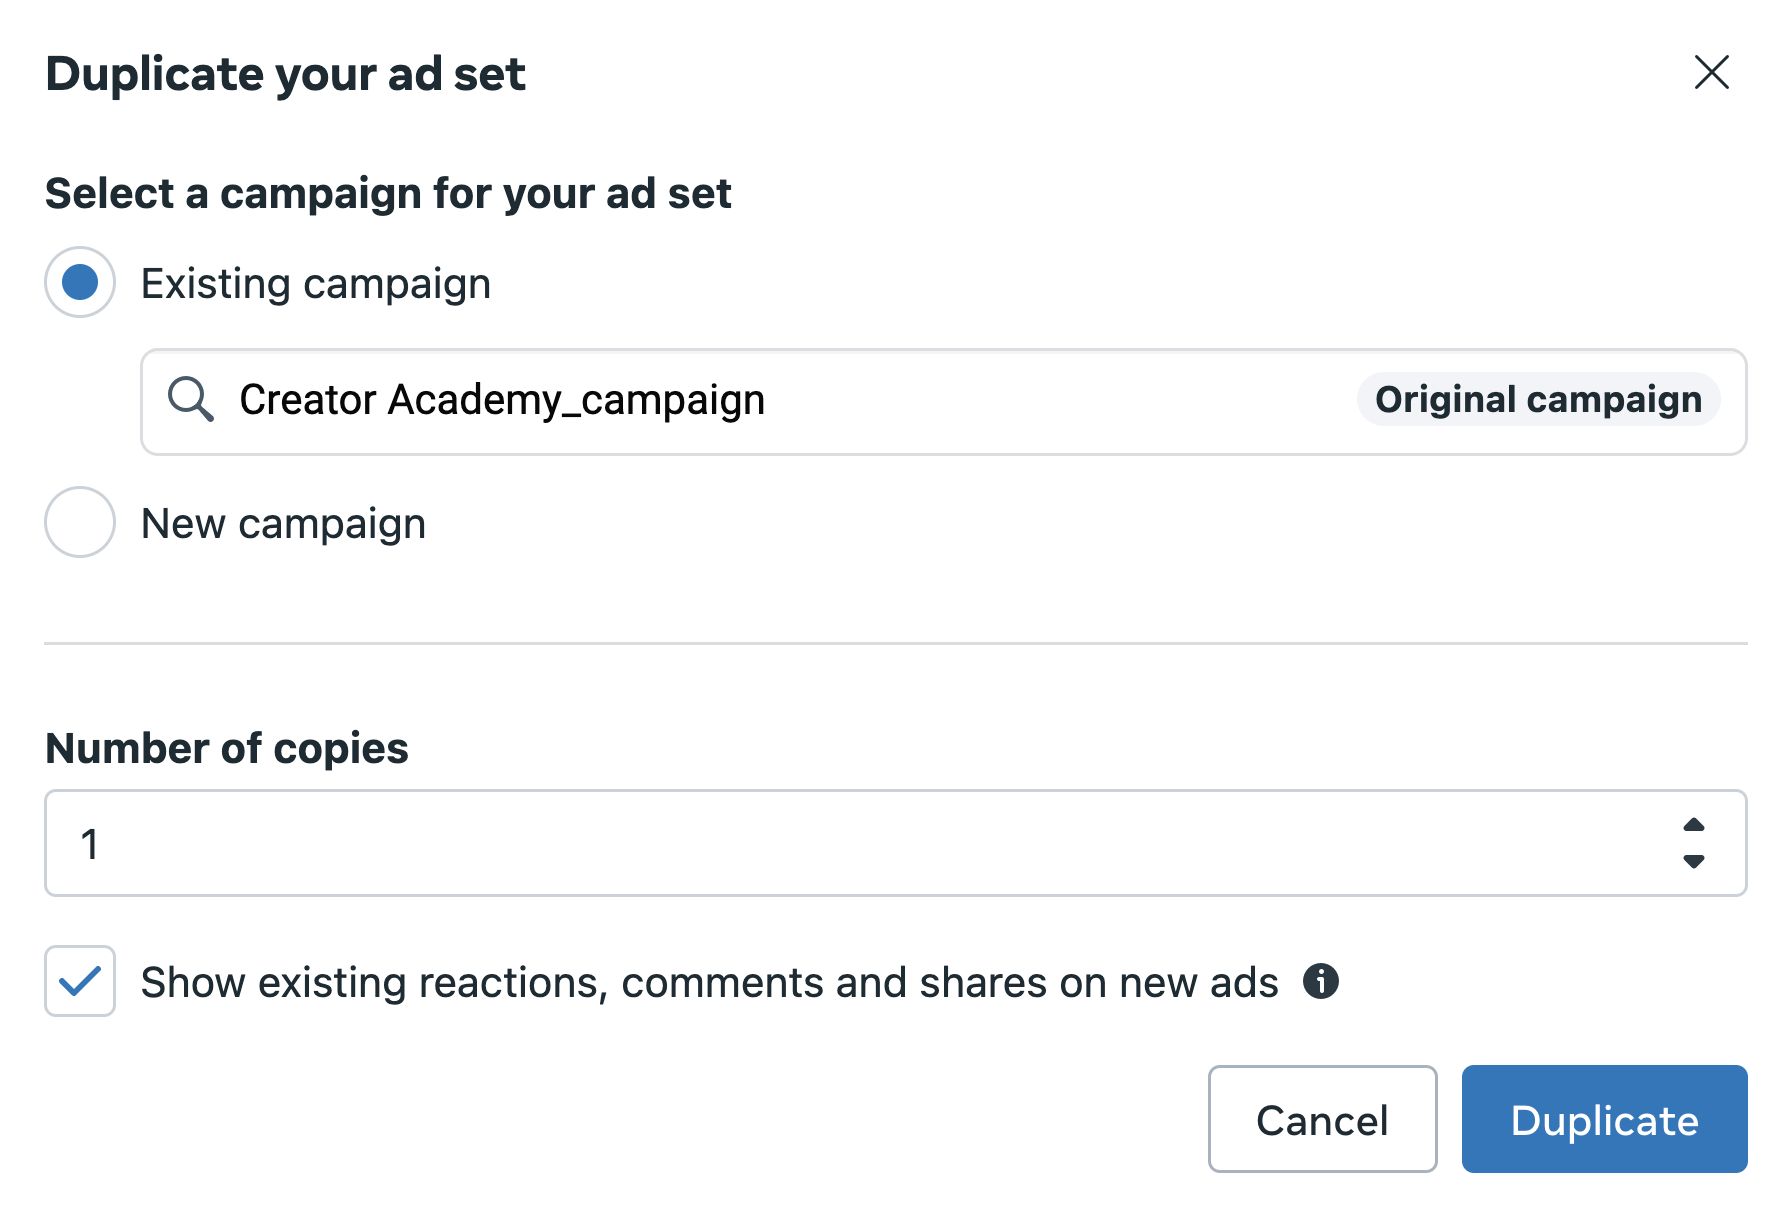 Duplicate your ad set
Select a campaign for your ad set
Existing campaign
Creator Academy_campaign Original campaign
New campaign
Number of copies
1
Show existing reactions, comments and shares on new ads
Cancel Duplicate